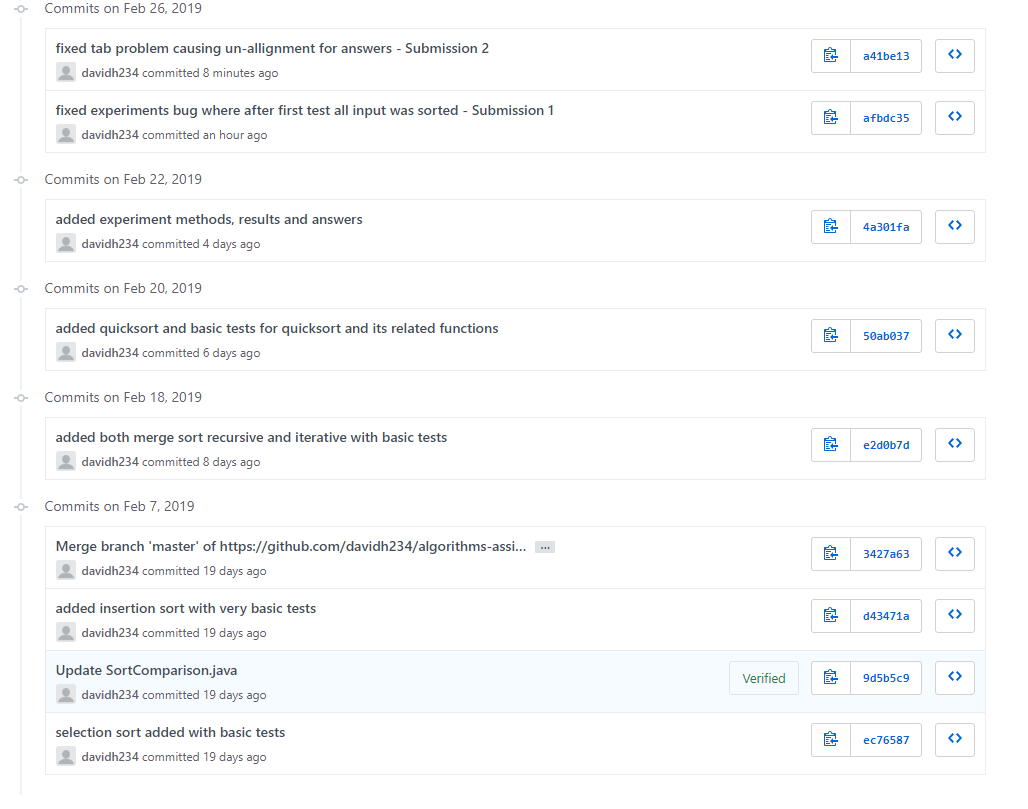 Commits on Feb 26, 2019
fixed tab problem causing un-allignment for answers - Submission 2
a41be13
davidh234 committed 8 minutes ago
fixed experiments bug where after first test all input was sorted - Submission 1
afbdc35
davidh234 committed an hour ago
Commits on Feb 22, 2019
added experiment methods, results and answers
4a301fa
davidh234 committed 4 days ago
Commits on Feb 20, 2019
added quicksort and basic tests for quicksort and its related functions
50ab037
davidh234 committed 6 days ago
Commits on Feb 18, 2019
added both merge sort recursive and iterative with basic tests
e2d0b7d
davidh234 committed 8 days ago
Commits on Feb 7, 2019
Merge branch 'master' of https://github.com/davidh234/algorithms-assi... ...
3427a63
davidh234 committed 19 days ago
added insertion sort with very basic tests
d43471a
davidh234 committed 19 days ago
Update SortComparison.java
Verified 9d5b5c9
davidh234 committed 19 days ago
selection sort added with basic tests
ec76587
davidh234 committed 19 days ago